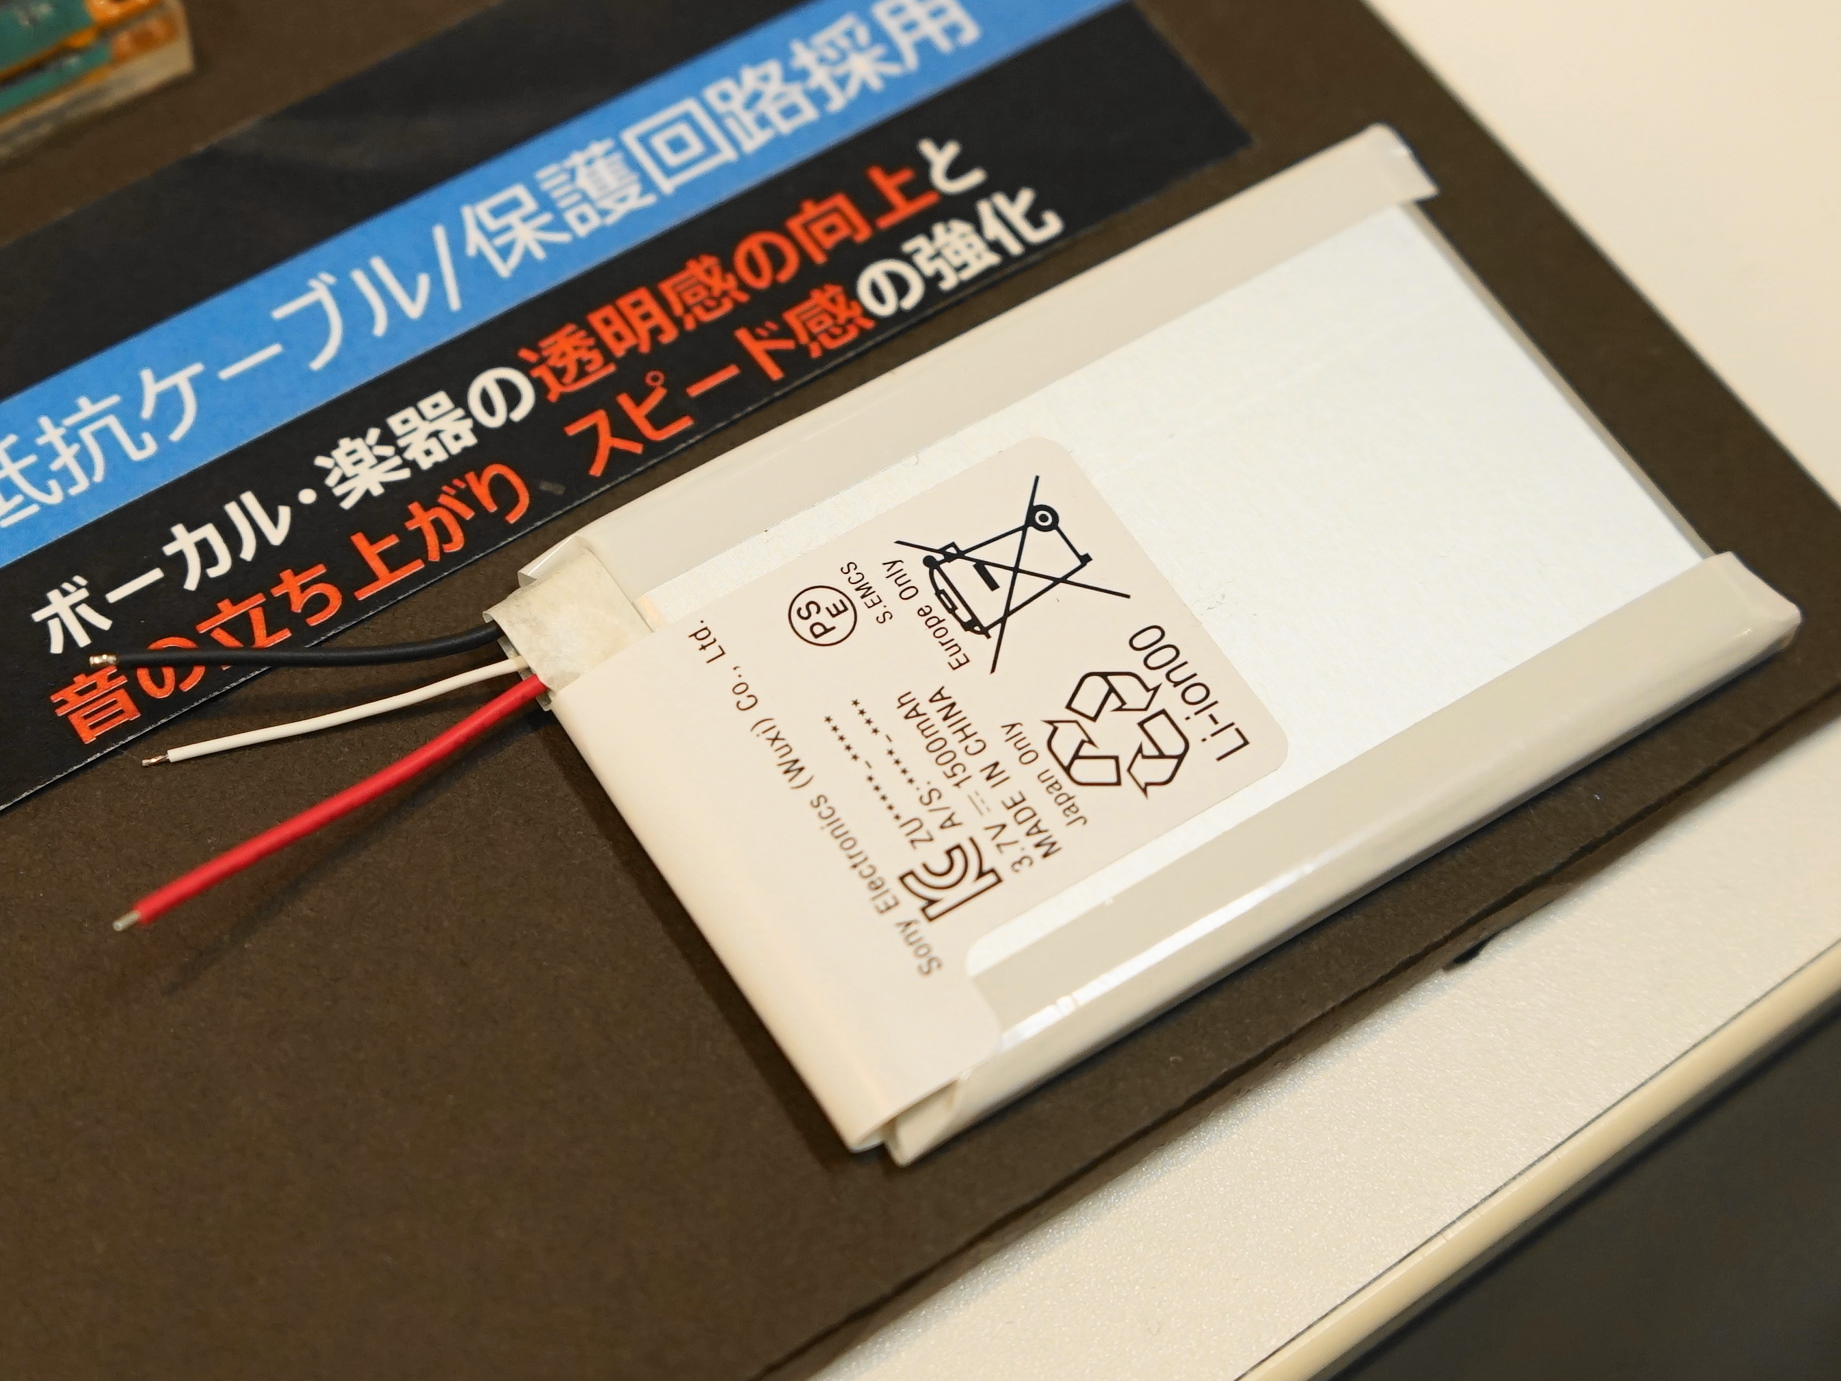 抵抗ケーブル/保護回路採用
ボーカル・楽器の透明感の向上と
音の立ち上がり スピード感の強化
Sony Electronics (Wuxi) Co., Ltd.
ZU*****-****-***
A/S:****-**-**
3.7V ⎓ 1500mAh
MADE IN CHINA
Japan Only
Li-ion00
PS
E
S.EMCS
Europe Only